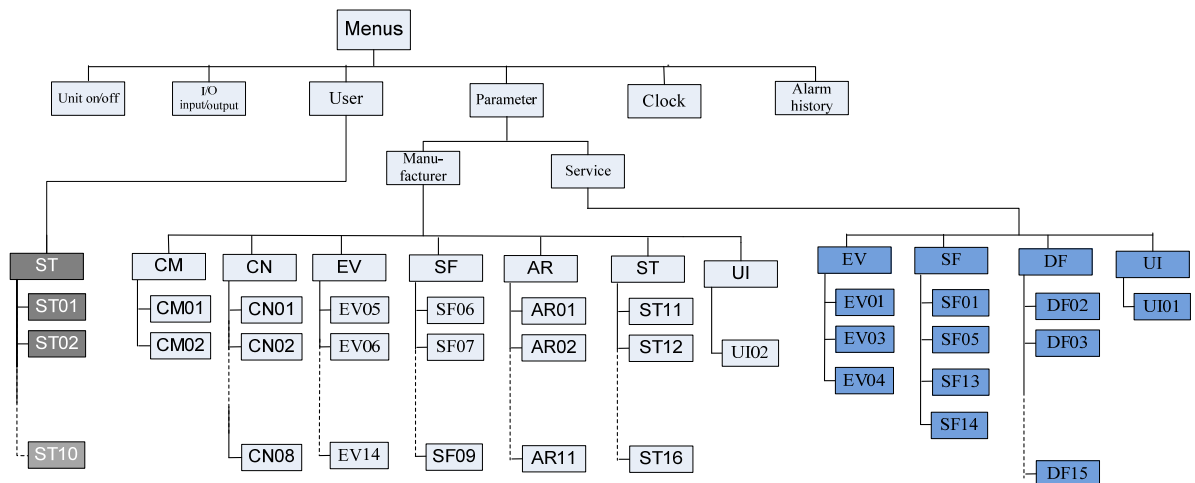 Menus
Unit on/off
I/O
input/output
User
Parameter
Clock
Alarm
history
Manu-
facturer
Service
ST
CM
CN
EV
SF
AR
ST
UI
EV
SF
DF
UI
ST01
CM01
CN01
EV05
SF06
AR01
ST11
EV01
SF01
DF02
UI01
ST02
CM02
CN02
EV06
SF07
AR02
ST12
UI02
EV03
SF05
DF03
EV04
SF13
SF14
ST10
CN08
EV14
SF09
AR11
ST16
DF15